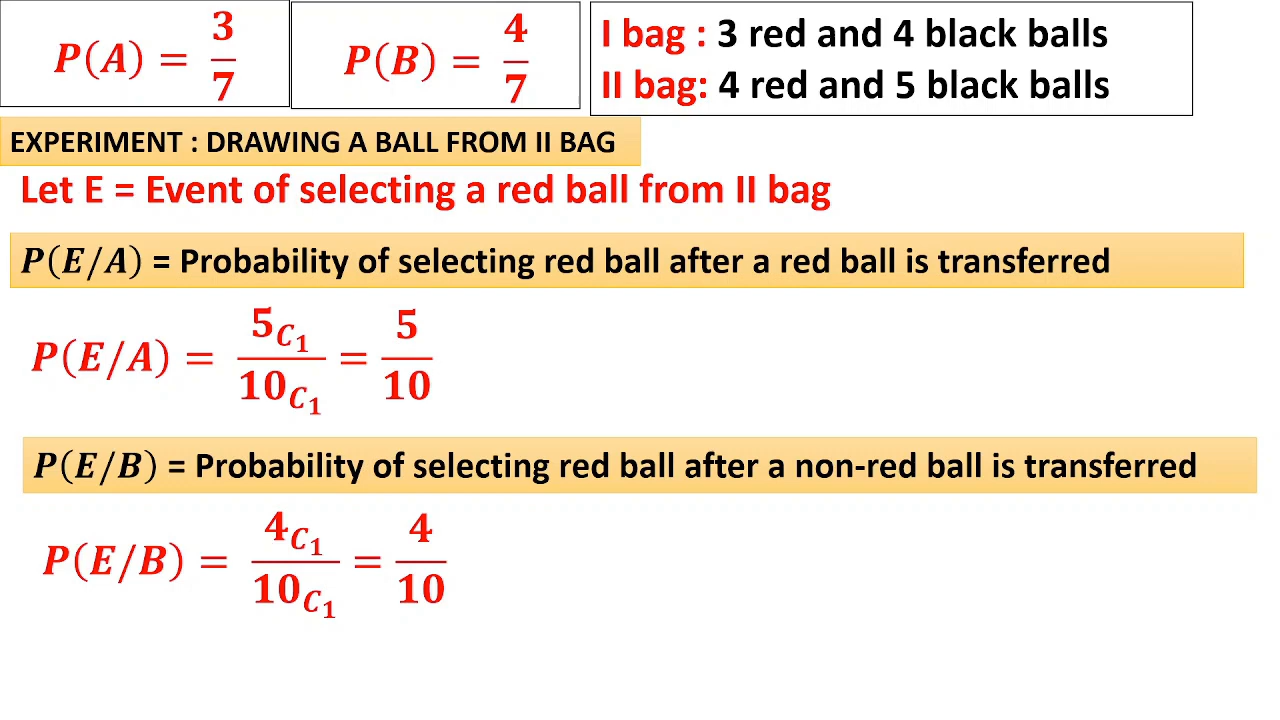 P(A) = 3/7
P(B) = 4/7
I bag : 3 red and 4 black balls
II bag: 4 red and 5 black balls
EXPERIMENT : DRAWING A BALL FROM II BAG
Let E = Event of selecting a red ball from II bag
P(E/A) = Probability of selecting red ball after a red ball is transferred
P(E/A) = 5C₁/10C₁ = 5/10
P(E/B) = Probability of selecting red ball after a non-red ball is transferred
P(E/B) = 4C₁/10C₁ = 4/10